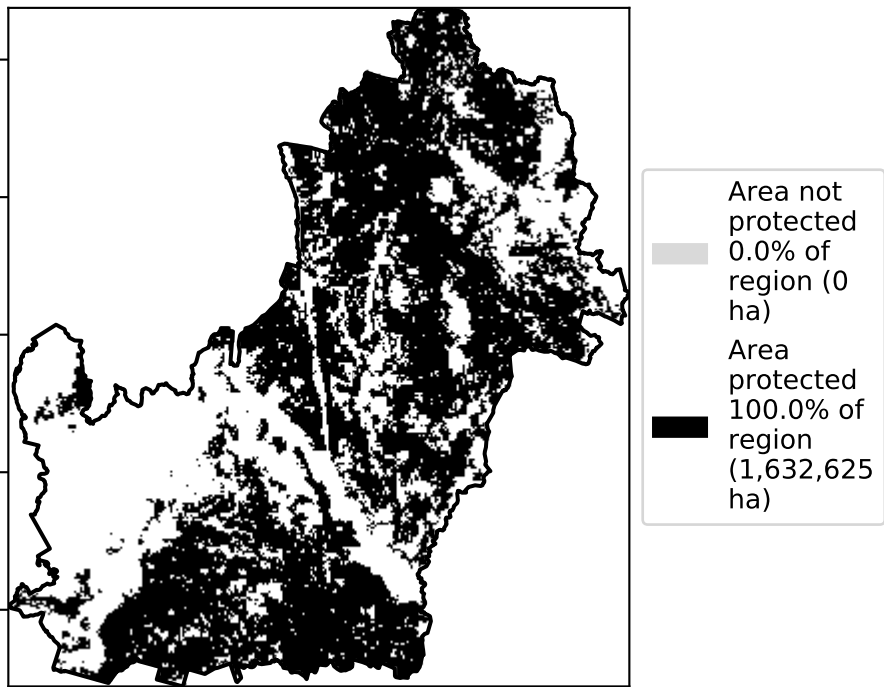 Area not
protected
0.0% of
region (0
ha)
Area
protected
100.0% of
region
(1,632,625
ha)